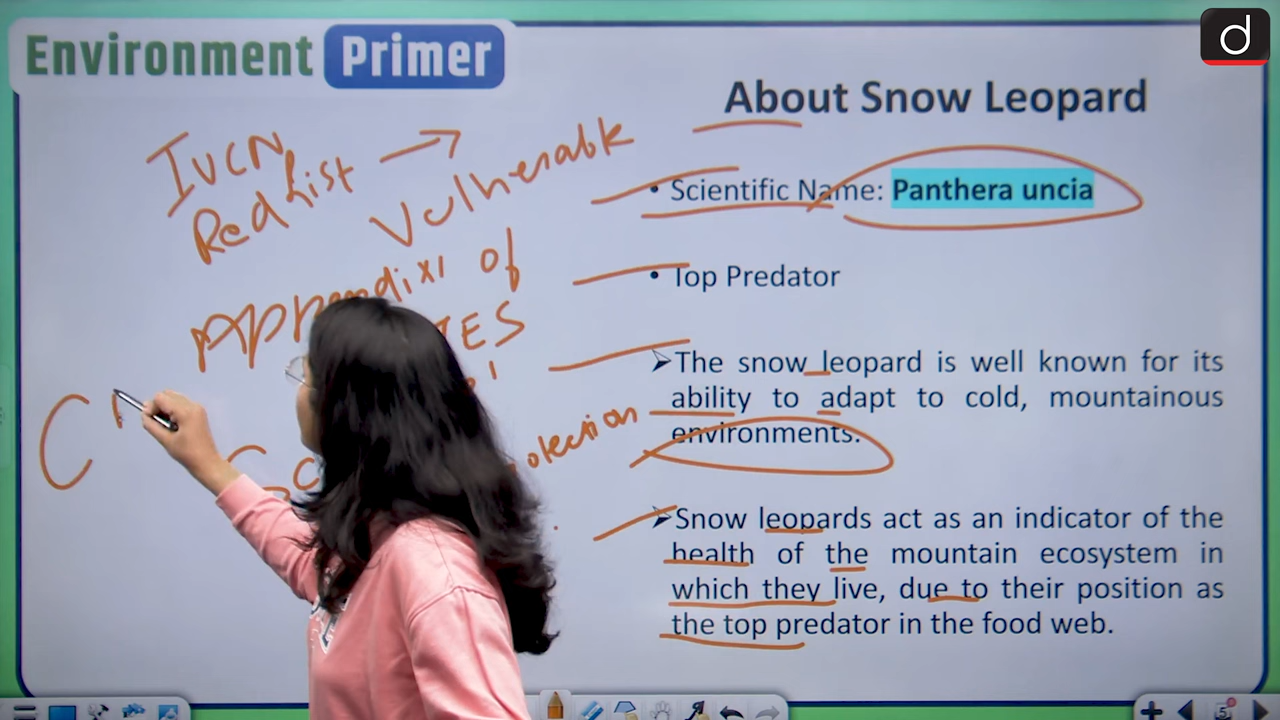 Environment Primer
d
About Snow Leopard
IUCN
Red List → Vulnerable
Appendix 1 of
• Scientific Name: Panthera uncia
• Top Predator
➤ The snow leopard is well known for its
ability to adapt to cold, mountainous
environments.
➤ Snow leopards act as an indicator of the
health of the mountain ecosystem in
which they live, due to their position as
the top predator in the food web.
5